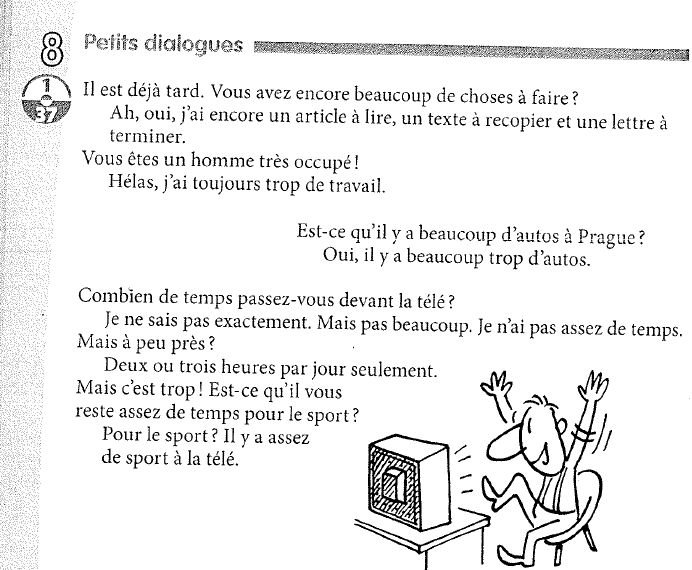 8 Petits dialogues
1
37
Il est déjà tard. Vous avez encore beaucoup de choses à faire?
Ah, oui, j'ai encore un article à lire, un texte à recopier et une lettre à
terminer.
Vous êtes un homme très occupé!
Hélas, j'ai toujours trop de travail.
Est-ce qu'il y a beaucoup d'autos à Prague?
Oui, il y a beaucoup trop d'autos.
Combien de temps passez-vous devant la télé?
Je ne sais pas exactement. Mais pas beaucoup. Je n'ai pas assez de temps.
Mais à peu près?
Deux ou trois heures par jour seulement.
Mais c'est trop! Est-ce qu'il vous
reste assez de temps pour le sport?
Pour le sport? Il y a assez
de sport à la télé.